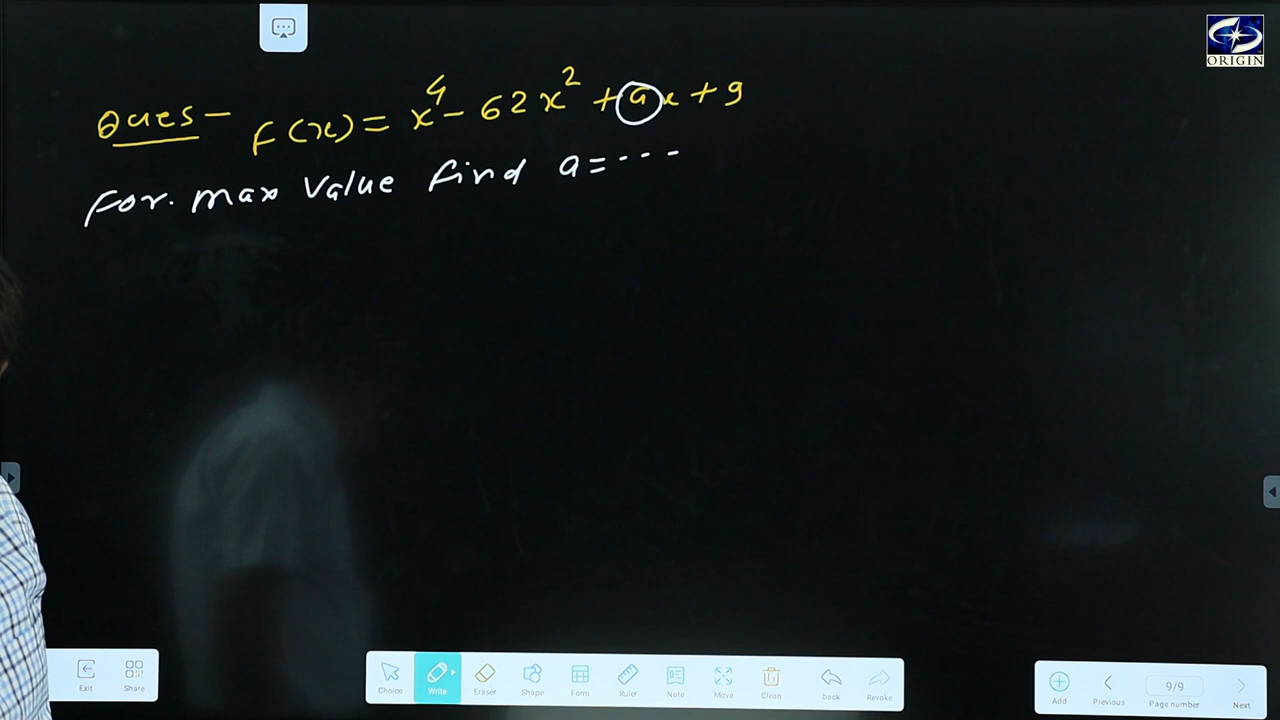 ORIGIN
Ques - f(x) = x⁴ - 62x² + ax + 9
For. max Value find a = ---
Exit
Share
Choice
Write
Eraser
Shape
Form
Ruler
Note
Move
Clean
back
Revoke
Add
Previous
9/9
Page number
Next